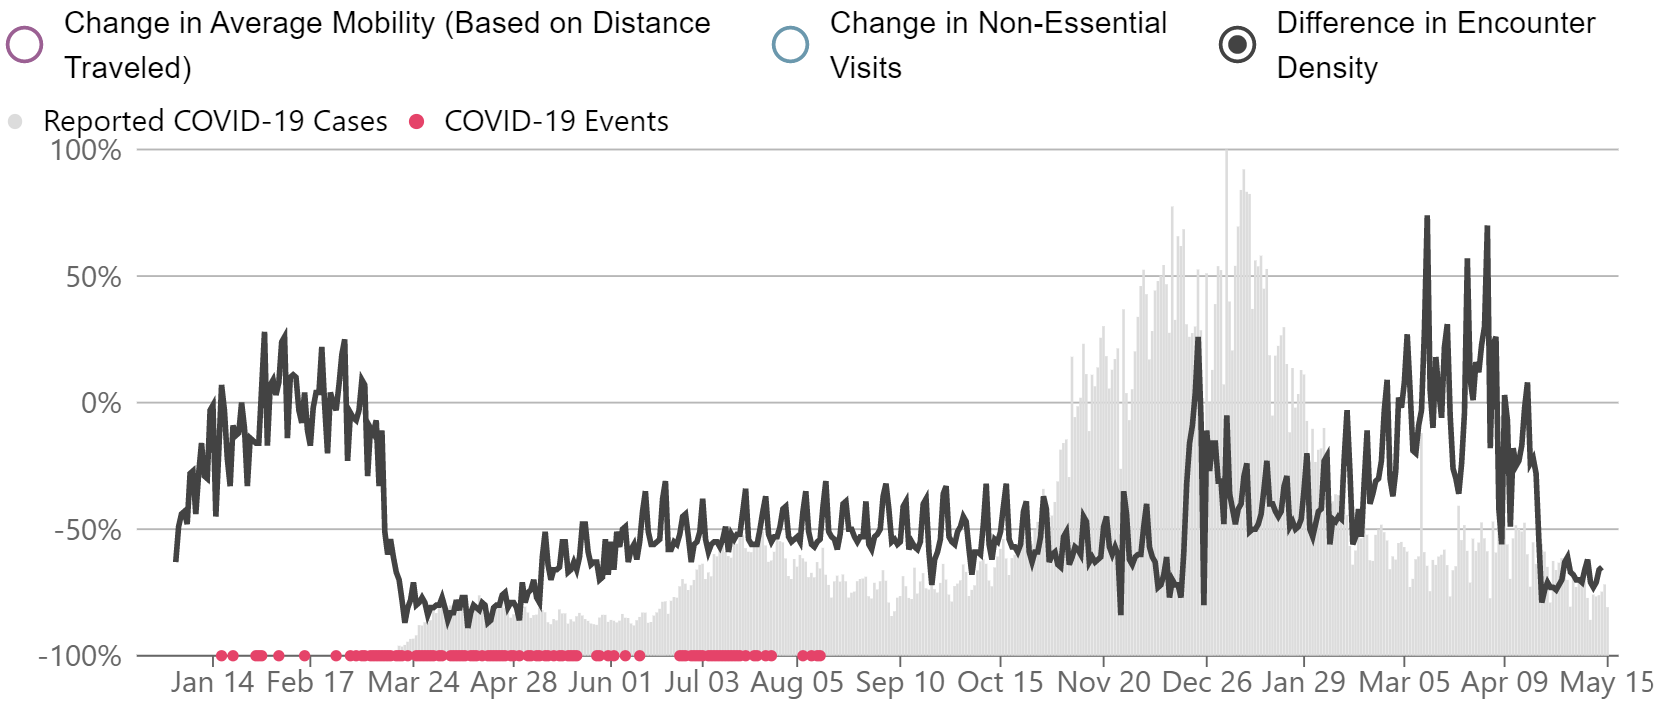 Change in Average Mobility (Based on Distance Traveled)
Change in Non-Essential Visits
Difference in Encounter Density
Reported COVID-19 Cases
COVID-19 Events
100%
50%
0%
-50%
-100%
Jan 14 Feb 17 Mar 24 Apr 28 Jun 01 Jul 03 Aug 05 Sep 10 Oct 15 Nov 20 Dec 26 Jan 29 Mar 05 Apr 09 May 15